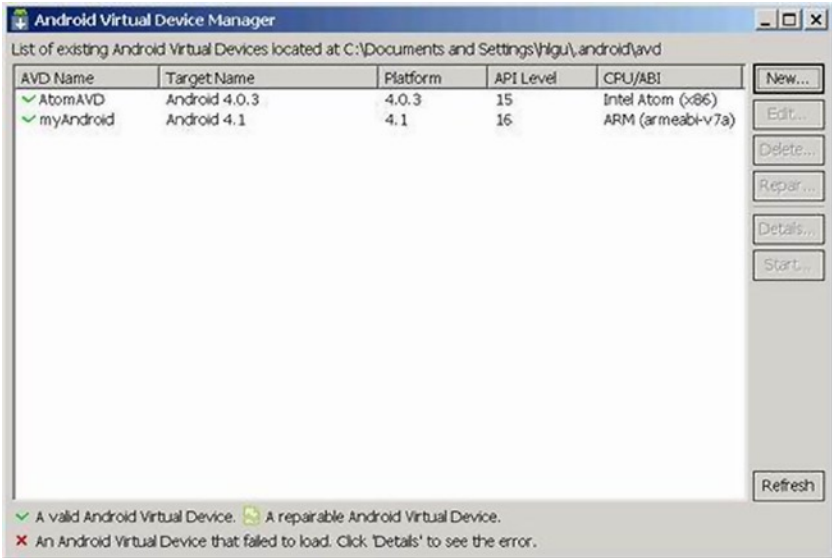 Android Virtual Device Manager
List of existing Android Virtual Devices located at C:\Documents and Settings\hlgu\.android\avd
AVD Name Target Name Platform API Level CPU/ABI
AtomAVD Android 4.0.3 4.0.3 15 Intel Atom (x86)
myAndroid Android 4.1 4.1 16 ARM (armeabi-v7a)
New...
Edit...
Delete...
Repair...
Details...
Start...
Refresh
A valid Android Virtual Device. A repairable Android Virtual Device.
An Android Virtual Device that failed to load. Click 'Details' to see the error.